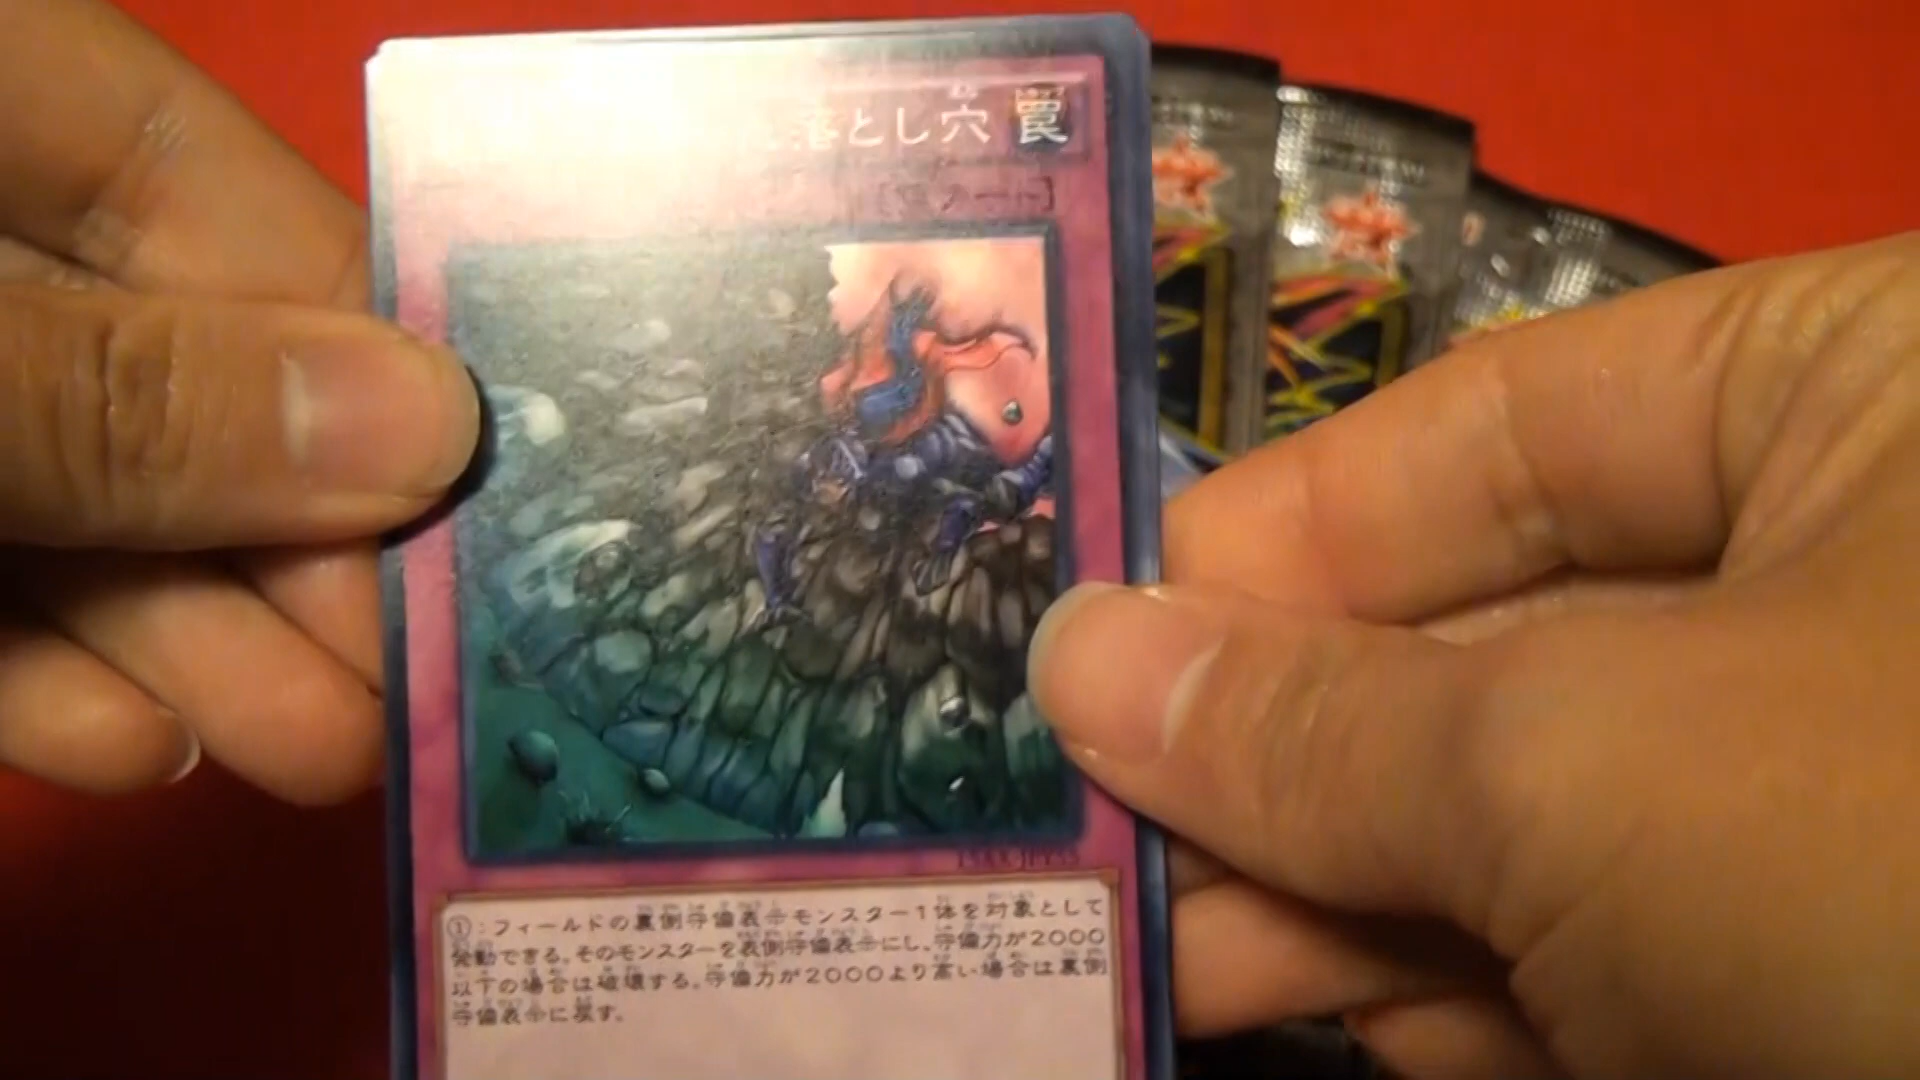 落とし穴 罠
[罠カード]
①：フィールドの裏側守備表示モンスター1体を対象として
発動できる。そのモンスターを表側守備表示にし、守備力が2000
以下の場合は破壊する。守備力が2000より高い場合は裏側
守備表示に戻す。